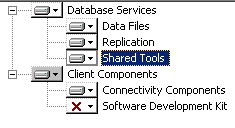 Database Services
Data Files
Replication
Shared Tools
Client Components
Connectivity Components
Software Development Kit